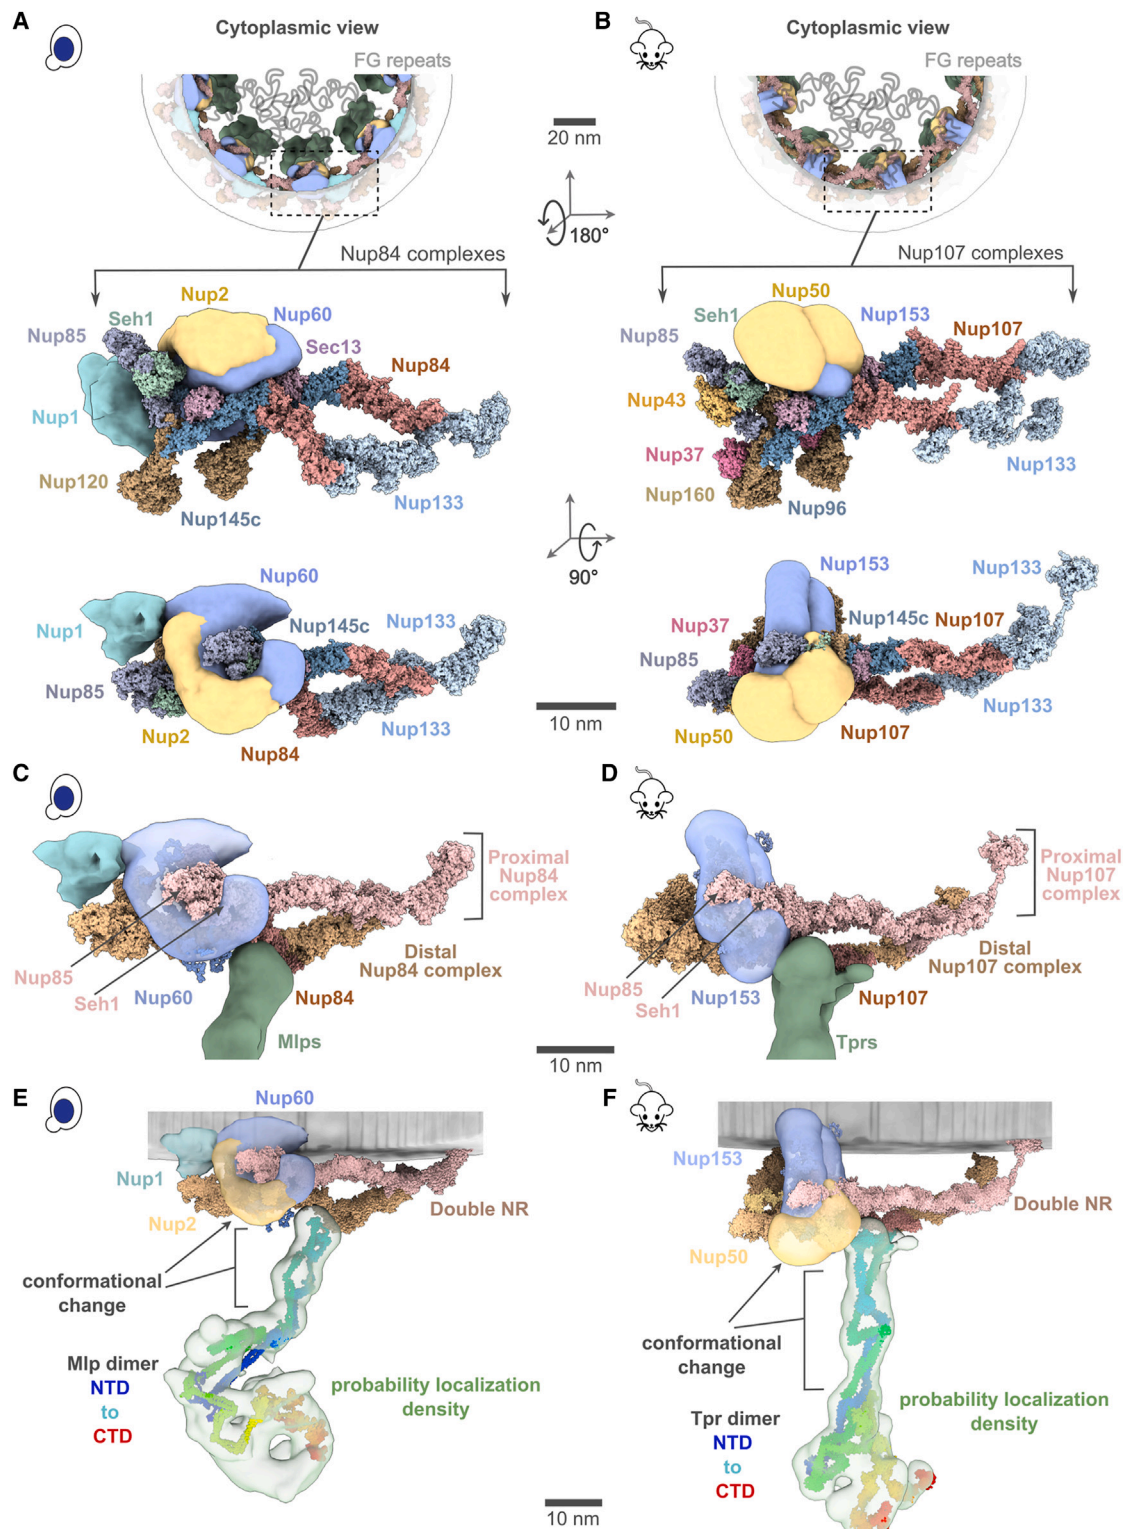 A
Cytoplasmic view
FG repeats
B
Cytoplasmic view
FG repeats
20 nm
180°
Nup84 complexes
Nup2
Seh1
Nup60
Nup85
Sec13
Nup84
Nup1
Nup120
Nup145c
Nup133
Nup107 complexes
Nup50
Seh1
Nup153
Nup85
Nup107
Nup43
Nup37
Nup133
Nup160
Nup96
90°
Nup60
Nup1
Nup145c
Nup133
Nup85
Nup2
Nup133
Nup84
10 nm
Nup153
Nup133
Nup37
Nup145c
Nup107
Nup85
Nup133
Nup50
Nup107
C
Proximal
Nup84
complex
Distal
Nup84 complex
Nup85
Seh1
Nup60
Nup84
Mlps
D
Proximal
Nup107
complex
Distal
Nup107 complex
Nup85
Seh1
Nup153
Nup107
Tprs
10 nm
E
Nup60
Nup1
Nup2
Double NR
conformational
change
Mlp dimer
NTD
to
CTD
probability localization
density
F
Nup153
Double NR
Nup50
conformational
change
probability localization
density
Tpr dimer
NTD
to
CTD
10 nm